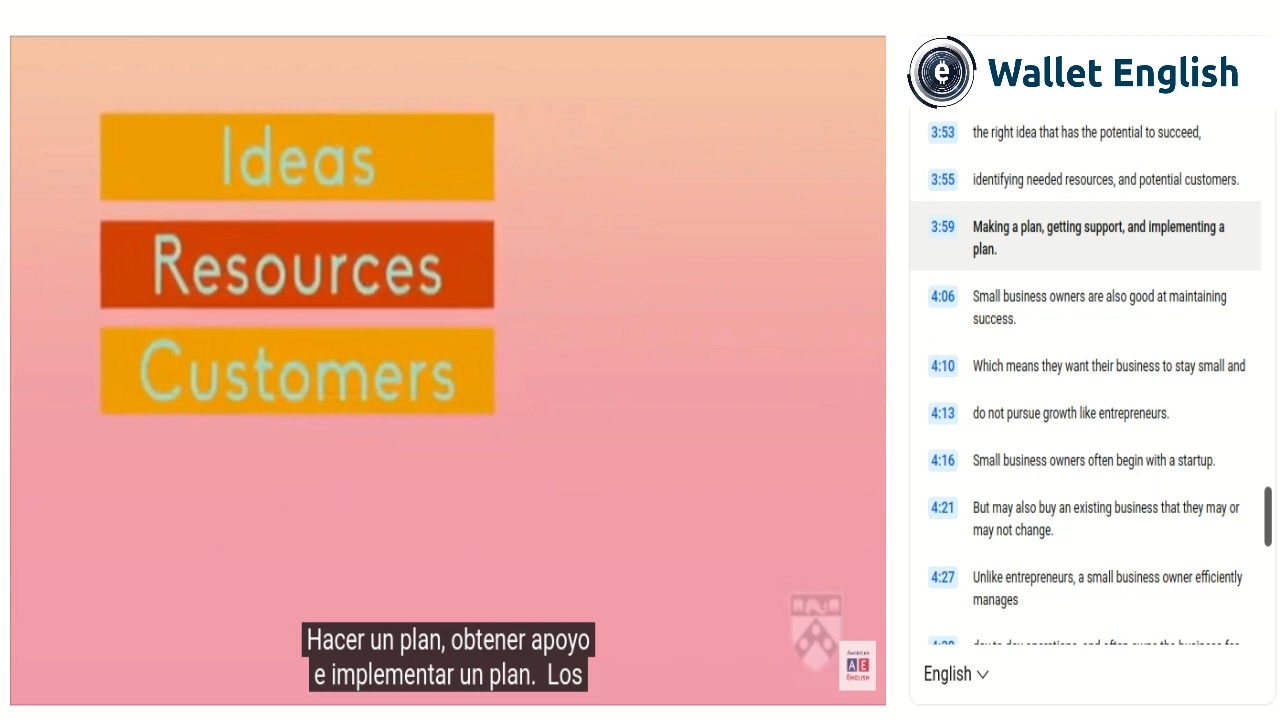 Ideas
Resources
Customers
Hacer un plan, obtener apoyo
e implementar un plan. Los
American
AE
English
Wallet English
3:53 the right idea that has the potential to succeed,
3:55 identifying needed resources, and potential customers.
3:59 Making a plan, getting support, and implementing a
plan.
4:06 Small business owners are also good at maintaining
success.
4:10 Which means they want their business to stay small and
4:13 do not pursue growth like entrepreneurs.
4:16 Small business owners often begin with a startup.
4:21 But may also buy an existing business that they may or
may not change.
4:27 Unlike entrepreneurs, a small business owner efficiently
manages
English